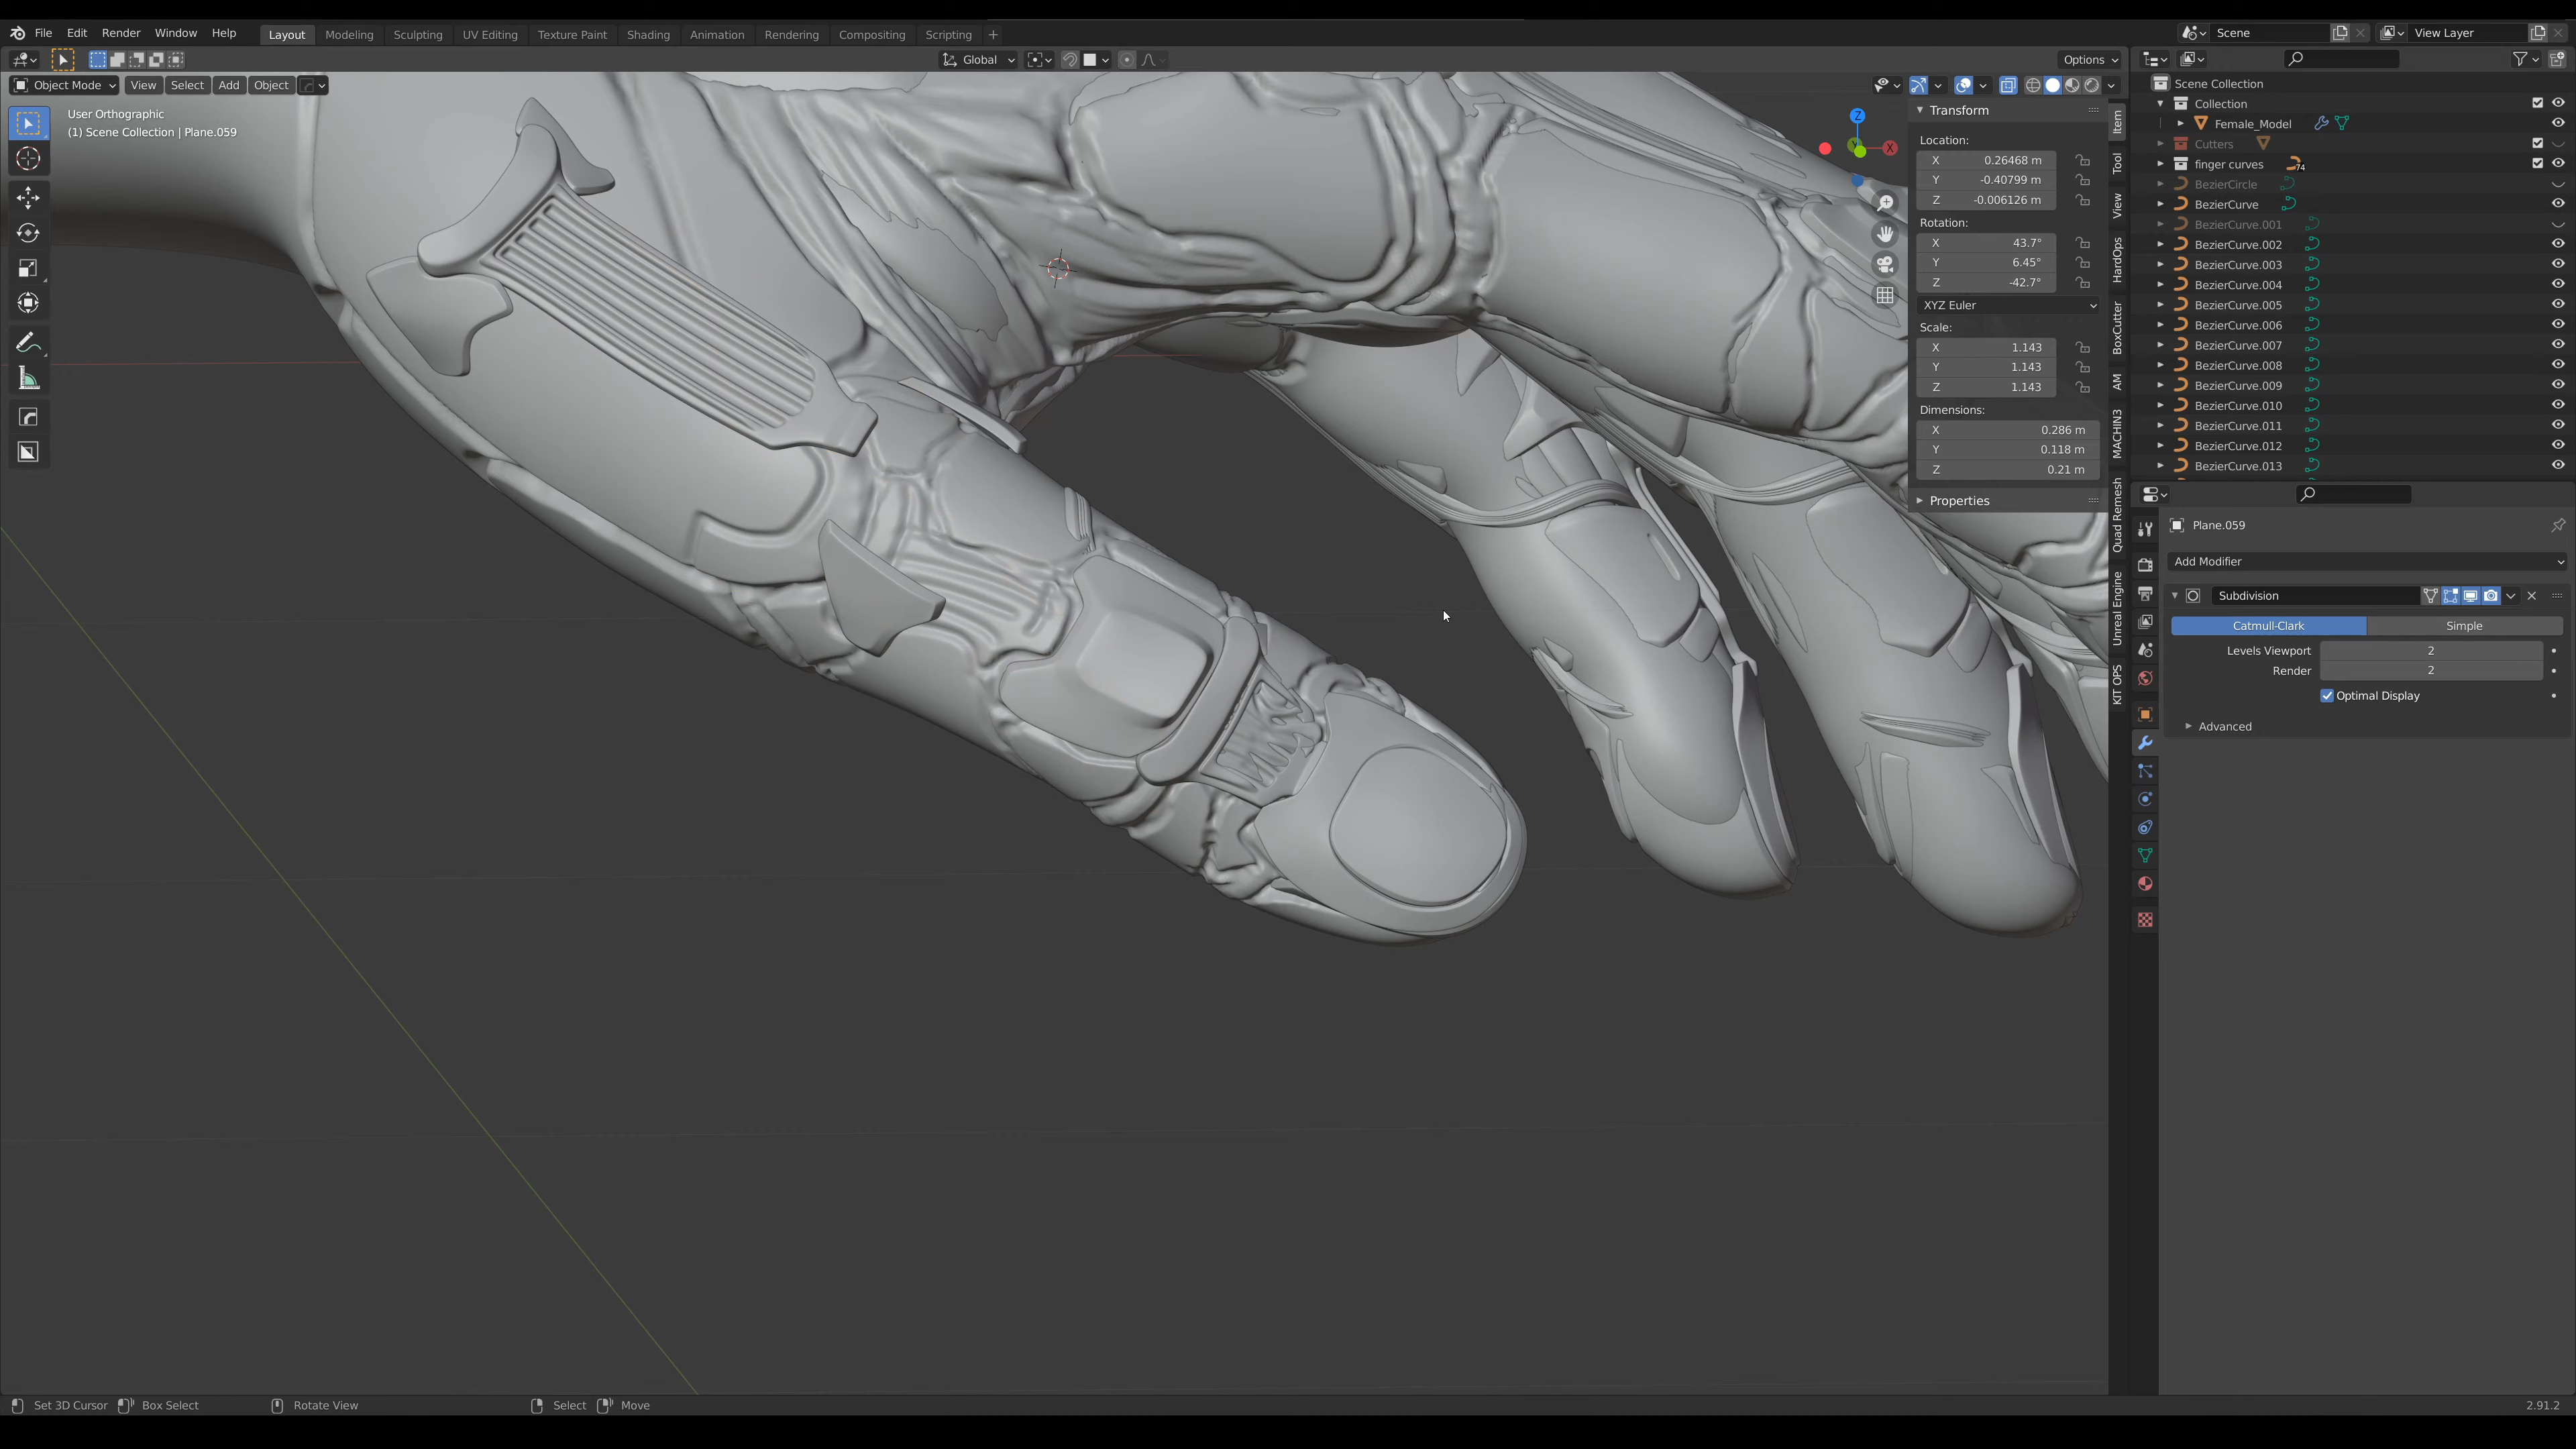 File Edit Render Window Help Layout Modeling Sculpting UV Editing Texture Paint Shading Animation Rendering Compositing Scripting + Scene View Layer
Global Options
Object Mode View Select Add Object
User Orthographic
(1) Scene Collection | Plane.059
Z
Y
X
Transform
Location:
X 0.26468 m
Y -0.40799 m
Z -0.006126 m
Rotation:
X 43.7°
Y 6.45°
Z -42.7°
XYZ Euler
Scale:
X 1.143
Y 1.143
Z 1.143
Dimensions:
X 0.286 m
Y 0.118 m
Z 0.21 m
Properties
Item
Tool
View
HardOps
BoxCutter
AM
MACHIN3
Quad Remesh
Unreal Engine
KIT OPS
Scene Collection
Collection
Female_Model
Cutters
finger curves 74
BezierCircle
BezierCurve
BezierCurve.001
BezierCurve.002
BezierCurve.003
BezierCurve.004
BezierCurve.005
BezierCurve.006
BezierCurve.007
BezierCurve.008
BezierCurve.009
BezierCurve.010
BezierCurve.011
BezierCurve.012
BezierCurve.013
Plane.059
Add Modifier
Subdivision
Catmull-Clark Simple
Levels Viewport 2
Render 2
Optimal Display
Advanced
Set 3D Cursor Box Select Rotate View Select Move 2.91.2